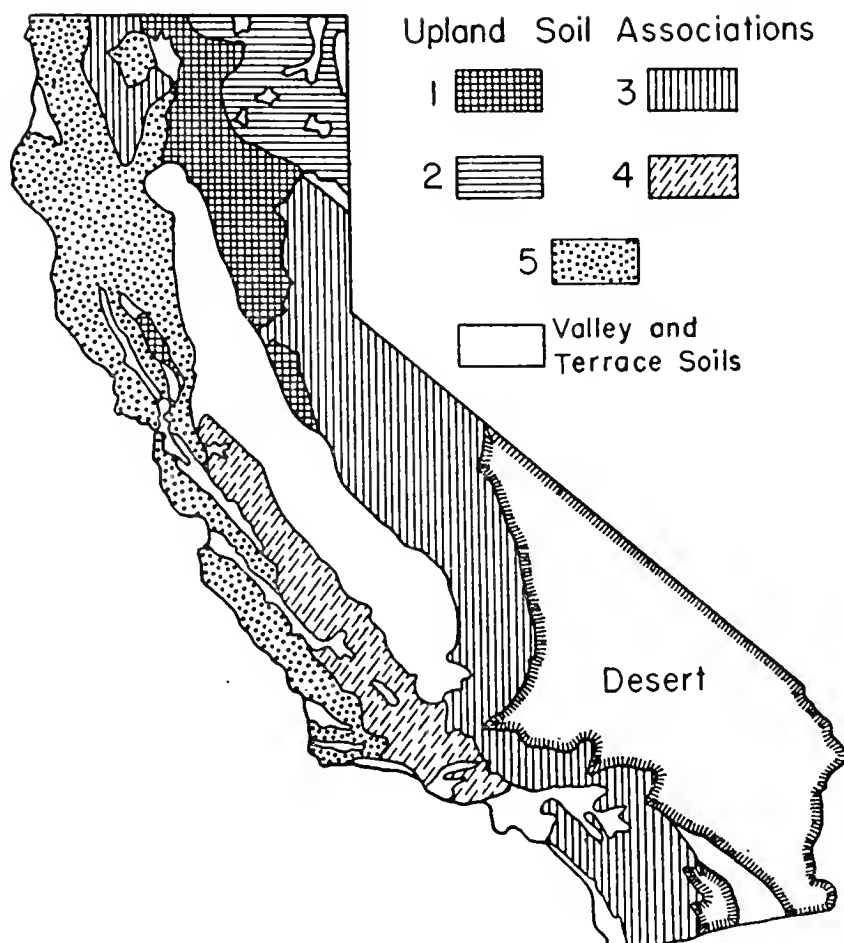 Upland Soil Associations
1 3
2 4
5
Valley and
Terrace Soils
Desert